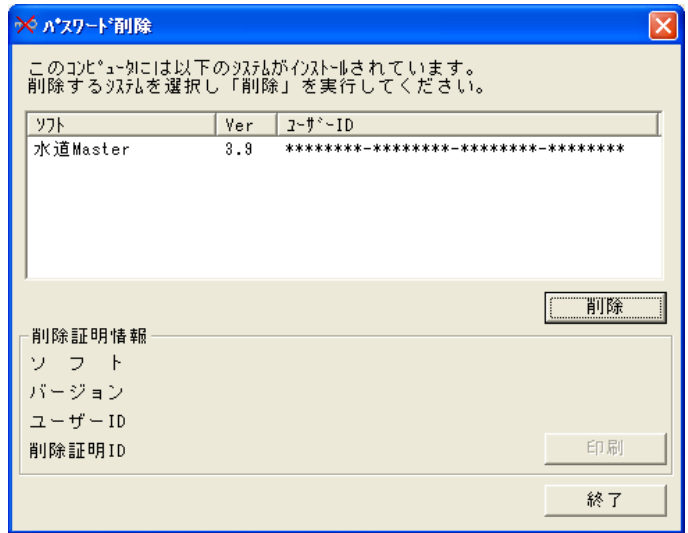 ﾊﾟｽﾜｰﾄﾞ削除
このｺﾝﾋﾟｭｰﾀには以下のｼｽﾃﾑがｲﾝｽﾄｰﾙされています。
削除するｼｽﾃﾑを選択し「削除」を実行してください。
ｿﾌﾄ Ver ﾕｰｻﾞｰID
水道Master 3.9 ********-********-********-********
削除
削除証明情報
ソ フ ト
バージョン
ユーザーID
削除証明ID
印刷
終了